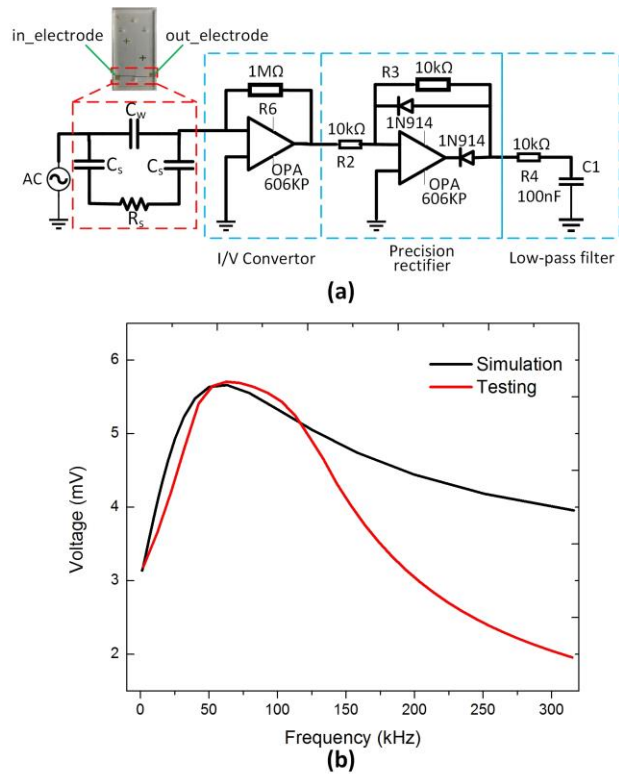 in_electrode
out_electrode
1MΩ
R3
10kΩ
Cw
R6
1N914
1N914
10kΩ
10kΩ
Cs
Cs
R2
R4
C1
AC
OPA
606KP
OPA
606KP
100nF
Rs
I/V Convertor
Precision
rectifier
Low-pass filter
(a)
6
5
4
3
2
Voltage (mV)
Simulation
Testing
0
50
100
150
200
250
300
Frequency (kHz)
(b)